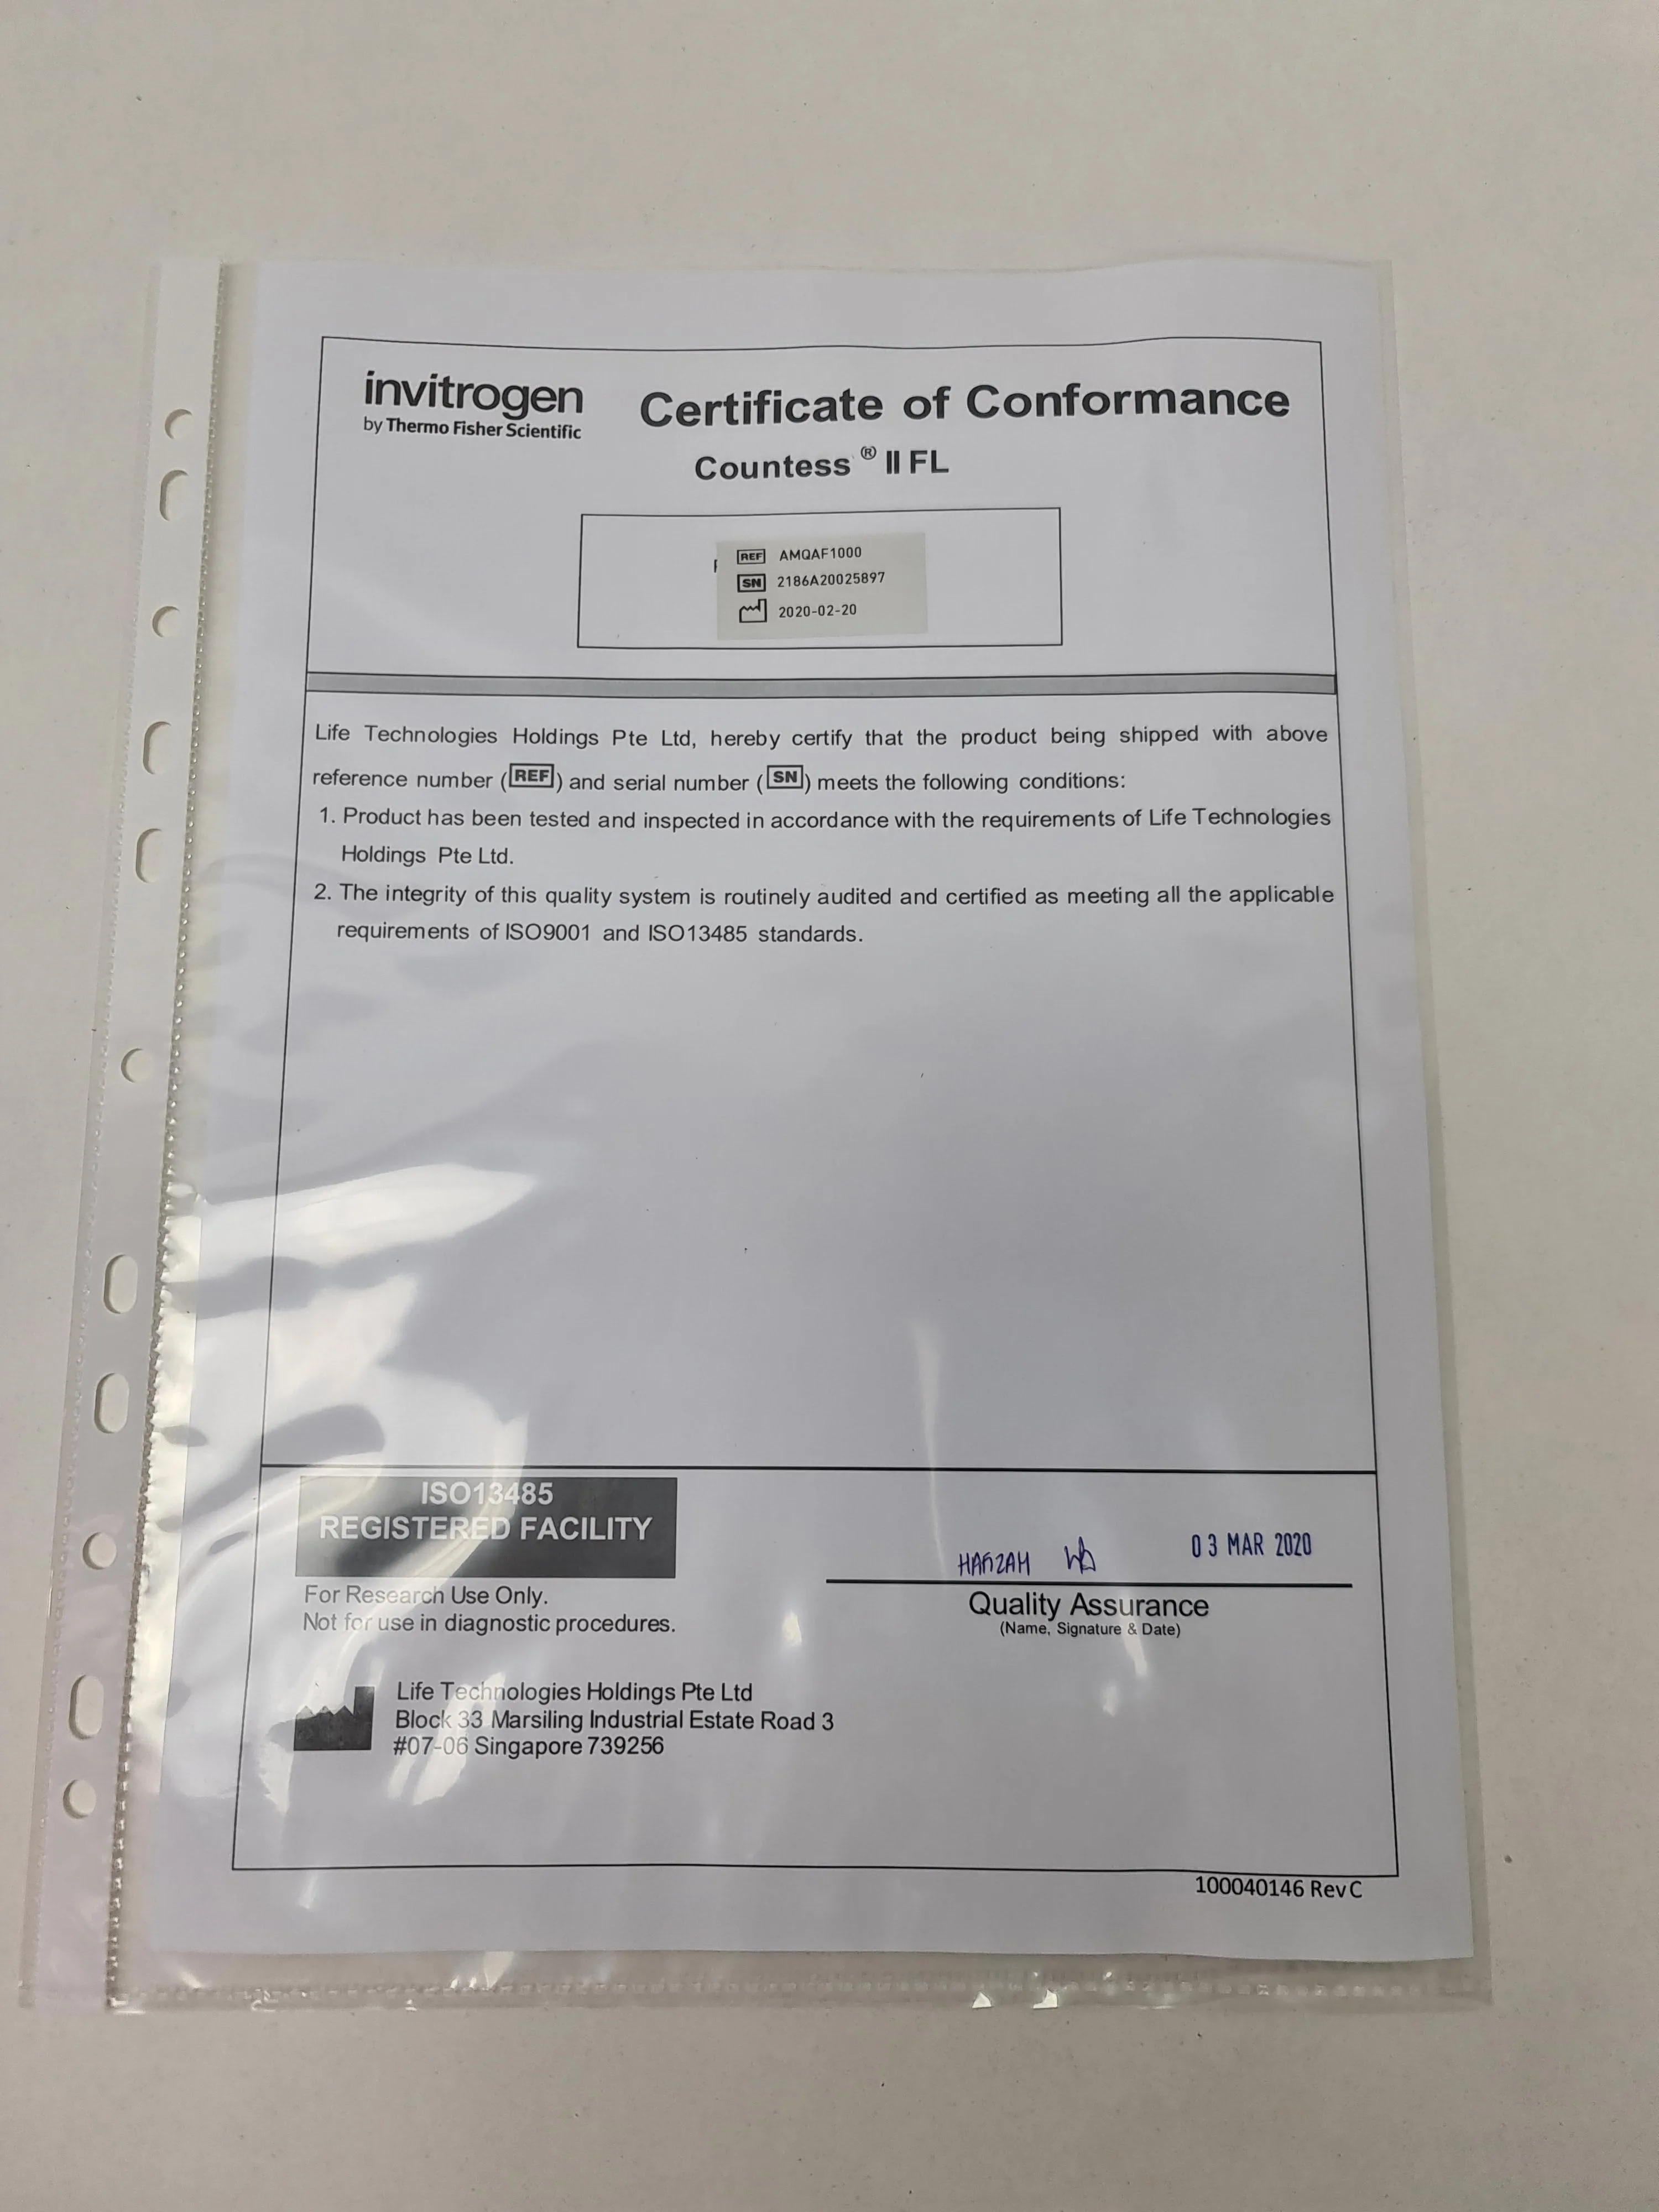 invitrogen
by Thermo Fisher Scientific
Certificate of Conformance
Countess ® II FL
REF AMQAF1000
SN 2186A20025897
2020-02-20
Life Technologies Holdings Pte Ltd, hereby certify that the product being shipped with above
reference number (REF) and serial number (SN) meets the following conditions:
1. Product has been tested and inspected in accordance with the requirements of Life Technologies
Holdings Pte Ltd.
2. The integrity of this quality system is routinely audited and certified as meeting all the applicable
requirements of ISO9001 and ISO13485 standards.
ISO13485
REGISTERED FACILITY
For Research Use Only.
Not for use in diagnostic procedures.
HAFIZAH 03 MAR 2020
Quality Assurance
(Name, Signature & Date)
Life Technologies Holdings Pte Ltd
Block 33 Marsiling Industrial Estate Road 3
#07-06 Singapore 739256
100040146 Rev C